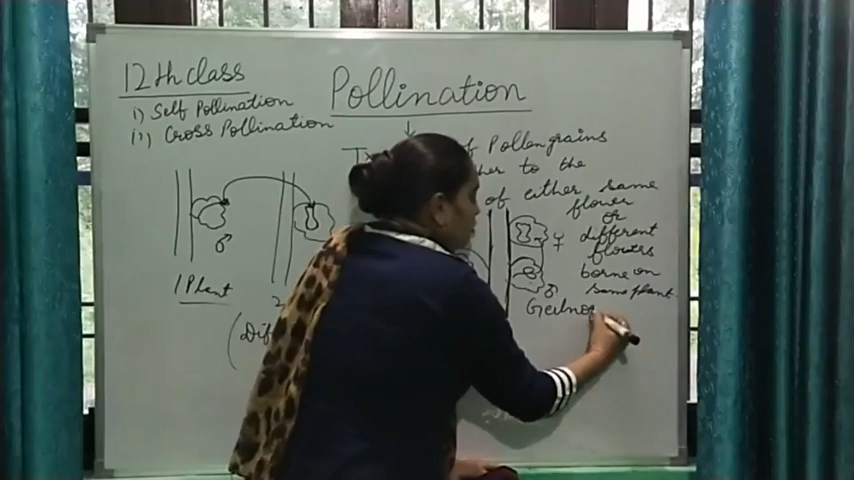 12th class
i) Self Pollination
ii) Cross Pollination
Pollination
of Pollengrains
her to the
of either same
flower
or
different
flowers
borne on
same plant.
♀
♂
♂
1 Plant
2
(Dif
Geitno